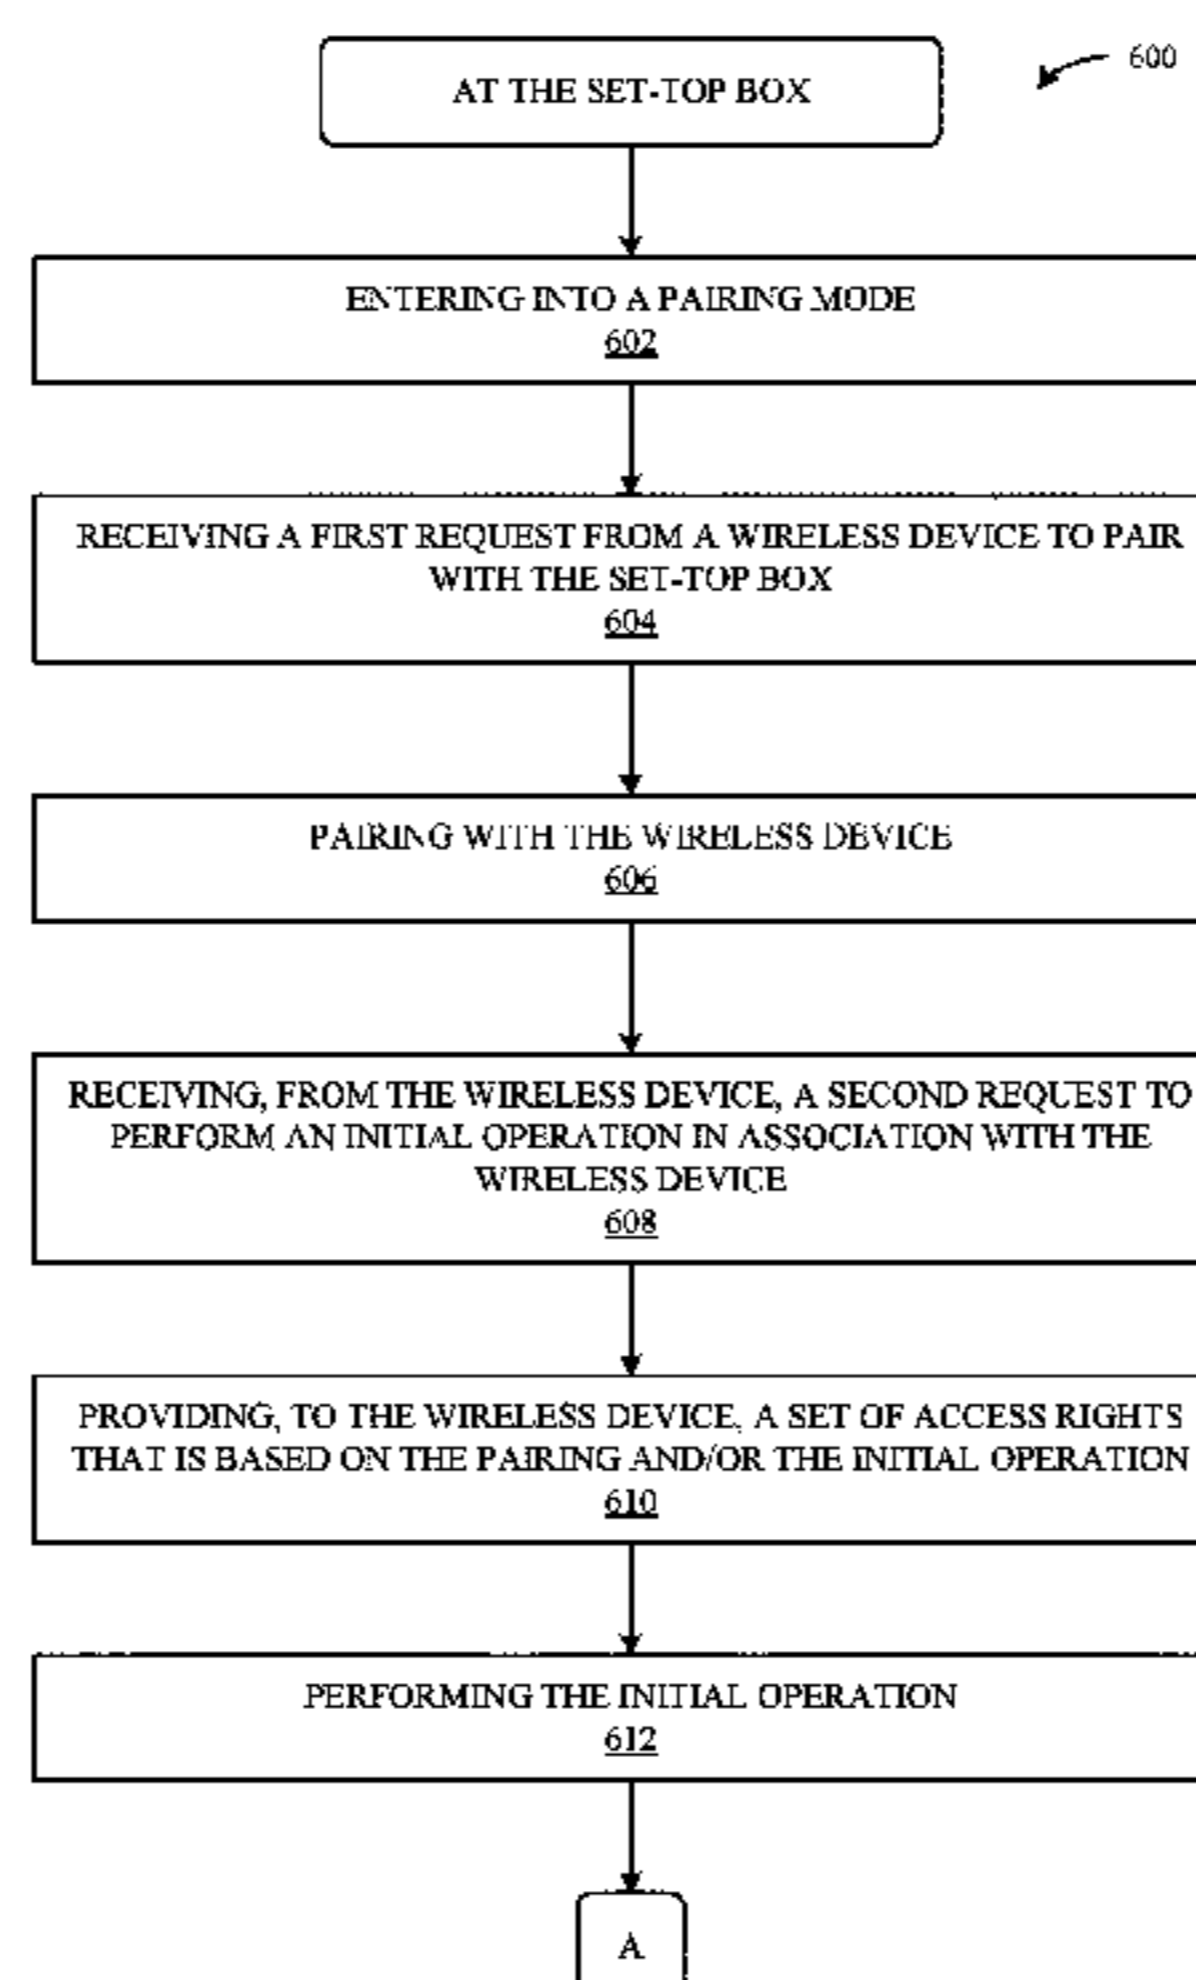 AT THE SET-TOP BOX
600
ENTERING INTO A PAIRING MODE
602
RECEIVING A FIRST REQUEST FROM A WIRELESS DEVICE TO PAIR
WITH THE SET-TOP BOX
604
PAIRING WITH THE WIRELESS DEVICE
606
RECEIVING, FROM THE WIRELESS DEVICE, A SECOND REQUEST TO
PERFORM AN INITIAL OPERATION IN ASSOCIATION WITH THE
WIRELESS DEVICE
608
PROVIDING, TO THE WIRELESS DEVICE, A SET OF ACCESS RIGHTS
THAT IS BASED ON THE PAIRING AND/OR THE INITIAL OPERATION
610
PERFORMING THE INITIAL OPERATION
612
A